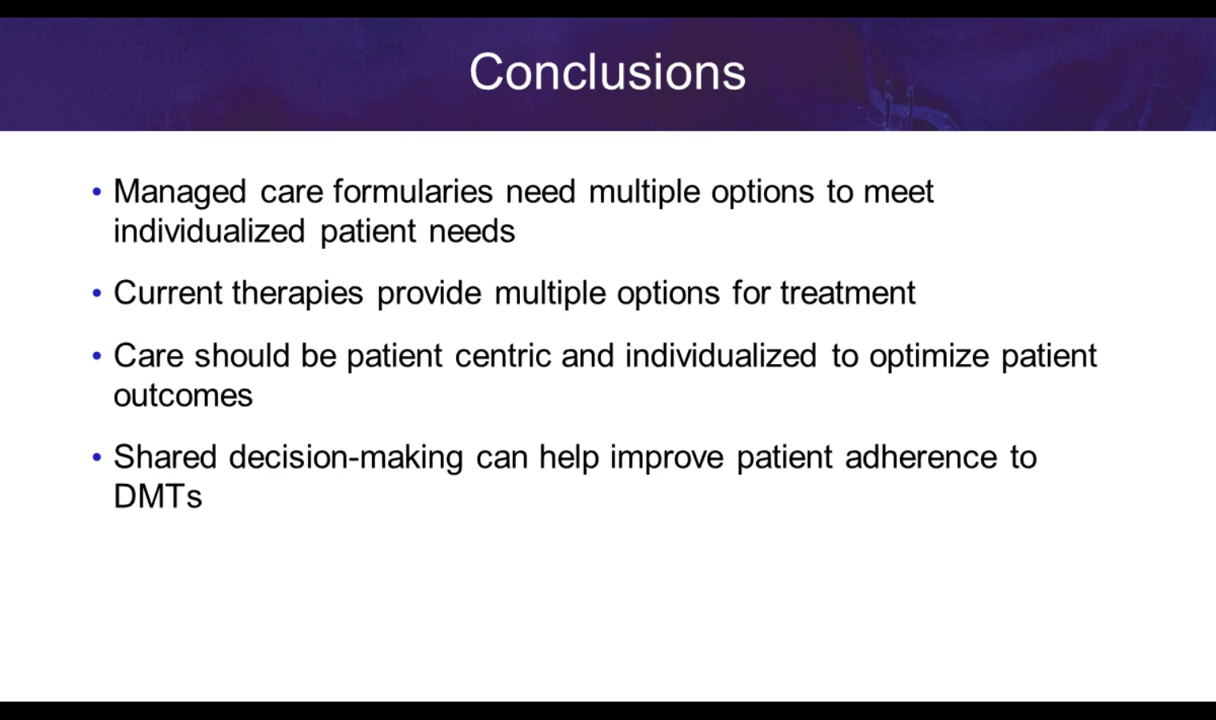 Conclusions
• Managed care formularies need multiple options to meet
individualized patient needs
• Current therapies provide multiple options for treatment
• Care should be patient centric and individualized to optimize patient
outcomes
• Shared decision-making can help improve patient adherence to
DMTs